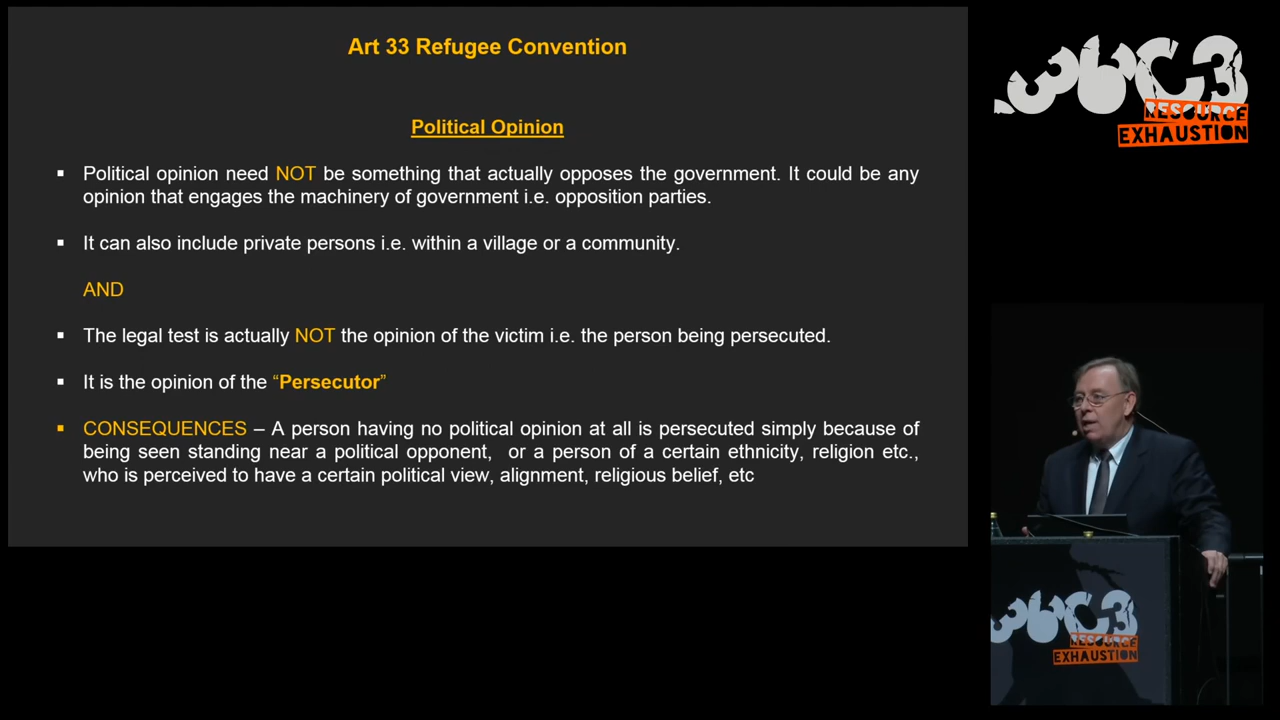 Art 33 Refugee Convention
Political Opinion
▪ Political opinion need NOT be something that actually opposes the government. It could be any
opinion that engages the machinery of government i.e. opposition parties.
▪ It can also include private persons i.e. within a village or a community.
AND
▪ The legal test is actually NOT the opinion of the victim i.e. the person being persecuted.
▪ It is the opinion of the “Persecutor”
▪ CONSEQUENCES – A person having no political opinion at all is persecuted simply because of
being seen standing near a political opponent, or a person of a certain ethnicity, religion etc.,
who is perceived to have a certain political view, alignment, religious belief, etc
36C3
RESOURCE
EXHAUSTION
36C3
RESOURCE
EXHAUSTION